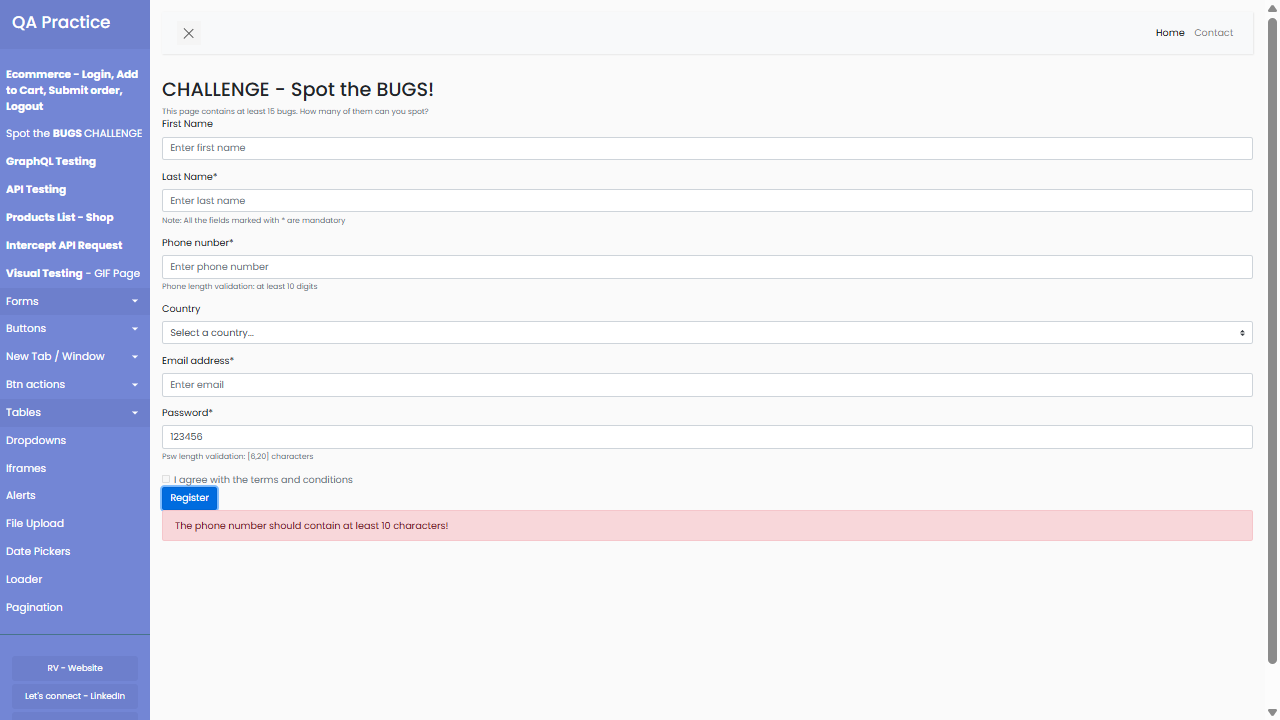 QA Practice
Ecommerce - Login, Add
to Cart, Submit order,
Logout
Spot the BUGS CHALLENGE
GraphQL Testing
API Testing
Products List - Shop
Intercept API Request
Visual Testing - GIF Page
Forms
Buttons
New Tab / Window
Btn actions
Tables
Dropdowns
Iframes
Alerts
File Upload
Date Pickers
Loader
Pagination
RV - Website
Let's connect - LinkedIn
Home Contact
CHALLENGE - Spot the BUGS!
This page contains at least 15 bugs. How many of them can you spot?
First Name
Enter first name
Last Name*
Enter last name
Note: All the fields marked with * are mandatory
Phone nunber*
Enter phone number
Phone length validation: at least 10 digits
Country
Select a country...
Email address*
Enter email
Password*
123456
Psw length validation: [6,20] characters
I agree with the terms and conditions
Register
The phone number should contain at least 10 characters!